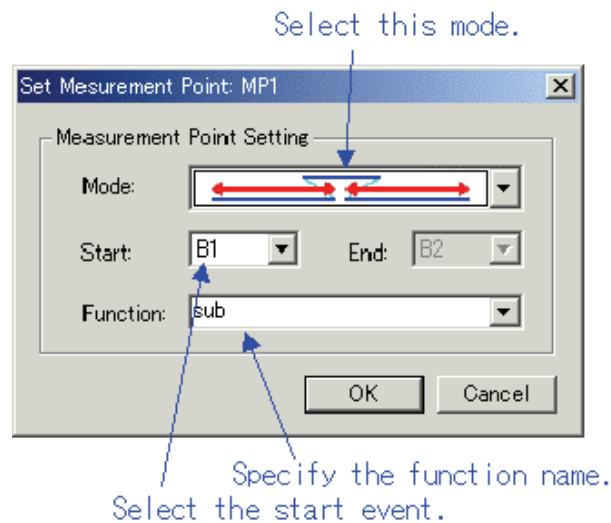 Select this mode.
Set Mesurement Point: MP1
Measurement Point Setting
Mode:
Start: B1 End: B2
Function: sub
OK Cancel
Specify the function name.
Select the start event.